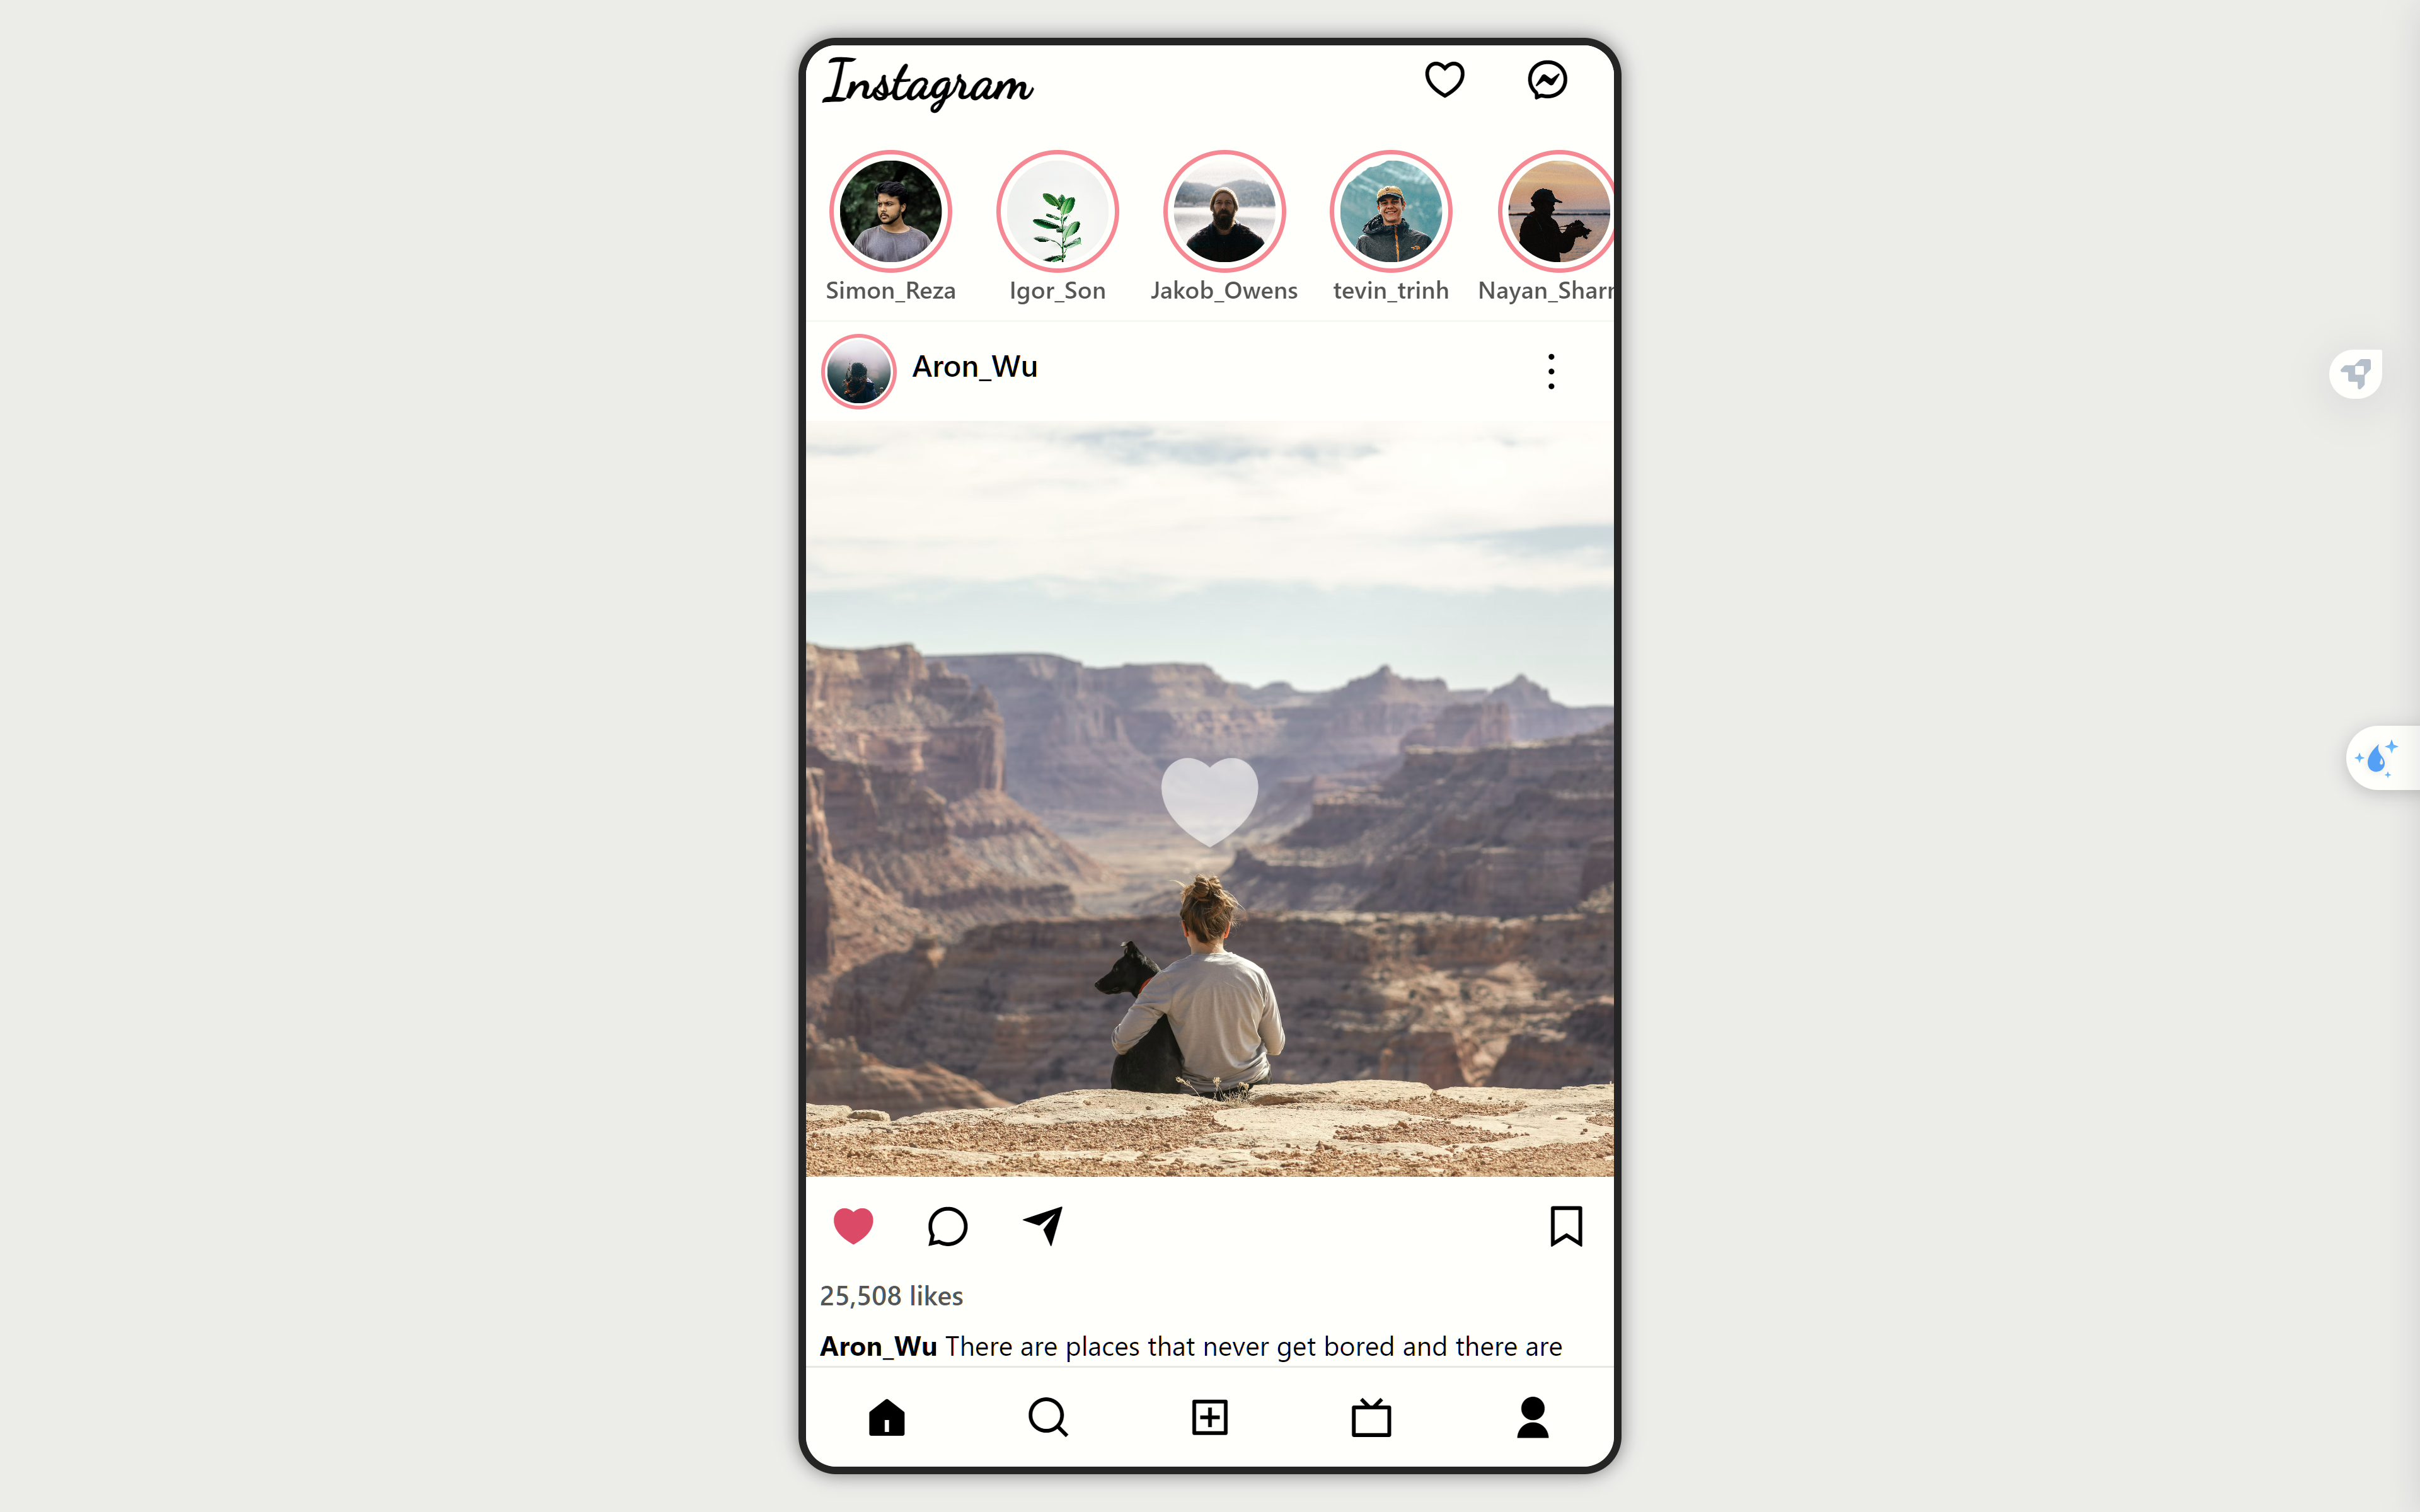 Instagram
Simon_Reza
Igor_Son
Jakob_Owens
tevin_trinh
Aron_Wu
25,508 likes
Aron_Wu There are places that never get bored and there are